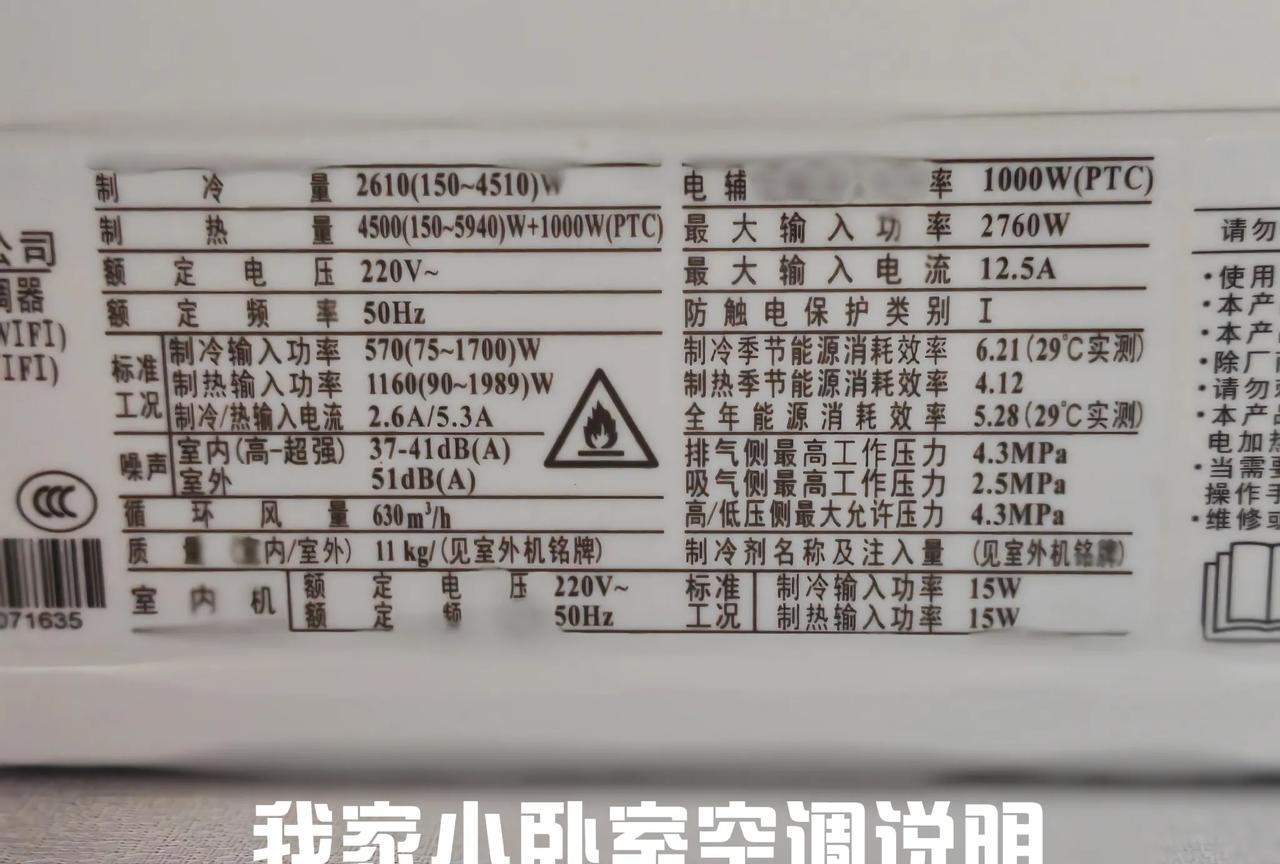 公司
调器
WIFI)
IFI)
071635
制冷量 2610(150~4510)W
制热量 4500(150~5940)W+1000W(PTC)
额定电压 220V~
额定频率 50Hz
标准工况
制冷输入功率 570(75~1700)W
制热输入功率 1160(90~1989)W
制冷/热输入电流 2.6A/5.3A
噪声
室内(高-超强) 37-41dB(A)
室外 51dB(A)
循环风量 630m³/h
质量 内/室外) 11 kg/(见室外机铭牌)
室内机
额定电压 220V~
额定频 50Hz
电辅 率 1000W(PTC)
最大输入功率 2760W
最大输入电流 12.5A
防触电保护类别 I
制冷季节能源消耗效率 6.21(29℃实测)
制热季节能源消耗效率 4.12
全年能源消耗效率 5.28(29℃实测)
排气侧最高工作压力 4.3MPa
吸气侧最高工作压力 2.5MPa
高/低压侧最大允许压力 4.3MPa
制冷剂名称及注入量 (见室外机铭牌)
标准工况
制冷输入功率 15W
制热输入功率 15W
请勿
·使用
·本产
·本产
·除厂
·请勿
·本产
电加热
·当需
操作手
·维修或
我家小卧室空调说明